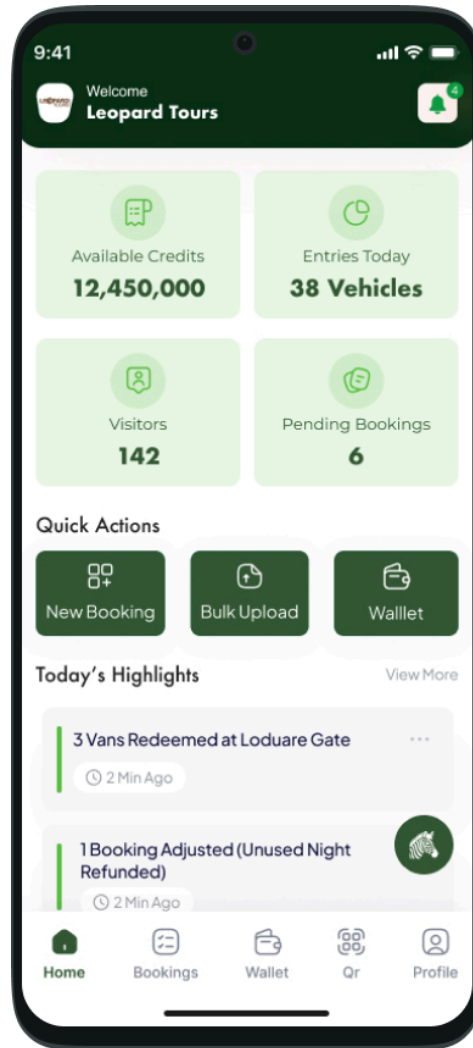 9:41
Welcome
Leopard Tours
4
Available Credits
12,450,000
Entries Today
38 Vehicles
Visitors
142
Pending Bookings
6
Quick Actions
New Booking
Bulk Upload
Walllet
Today's Highlights
View More
3 Vans Redeemed at Loduare Gate
2 Min Ago
1 Booking Adjusted (Unused Night
Refunded)
2 Min Ago
Home
Bookings
Wallet
Qr
Profile